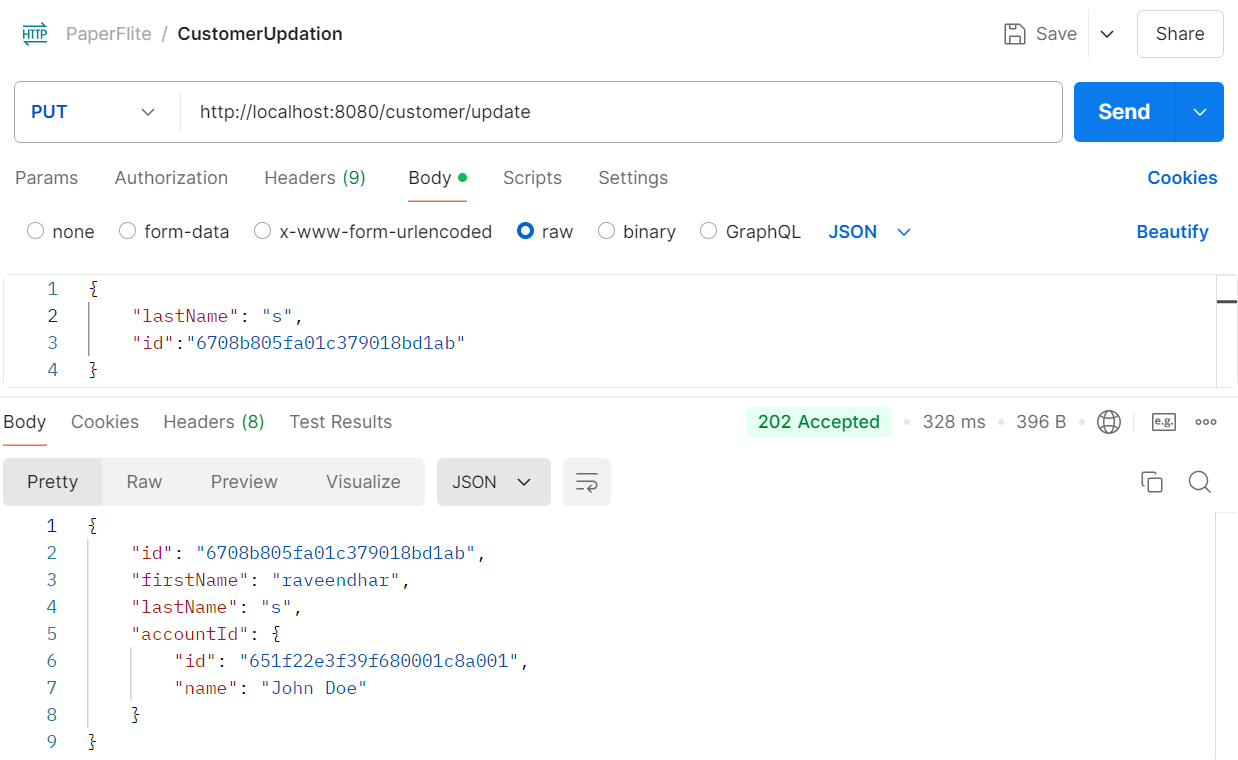 HTTP PaperFlite / CustomerUpdation Save Share
PUT http://localhost:8080/customer/update Send
Params Authorization Headers (9) Body Scripts Settings Cookies
none form-data x-www-form-urlencoded raw binary GraphQL JSON Beautify
1 {
2 "lastName": "s",
3 "id":"6708b805fa01c379018bd1ab"
4 }
Body Cookies Headers (8) Test Results 202 Accepted • 328 ms • 396 B • e.g.
Pretty Raw Preview Visualize JSON
1 {
2 "id": "6708b805fa01c379018bd1ab",
3 "firstName": "raveendhar",
4 "lastName": "s",
5 "accountId": {
6 "id": "651f22e3f39f680001c8a001",
7 "name": "John Doe"
8 }
9 }